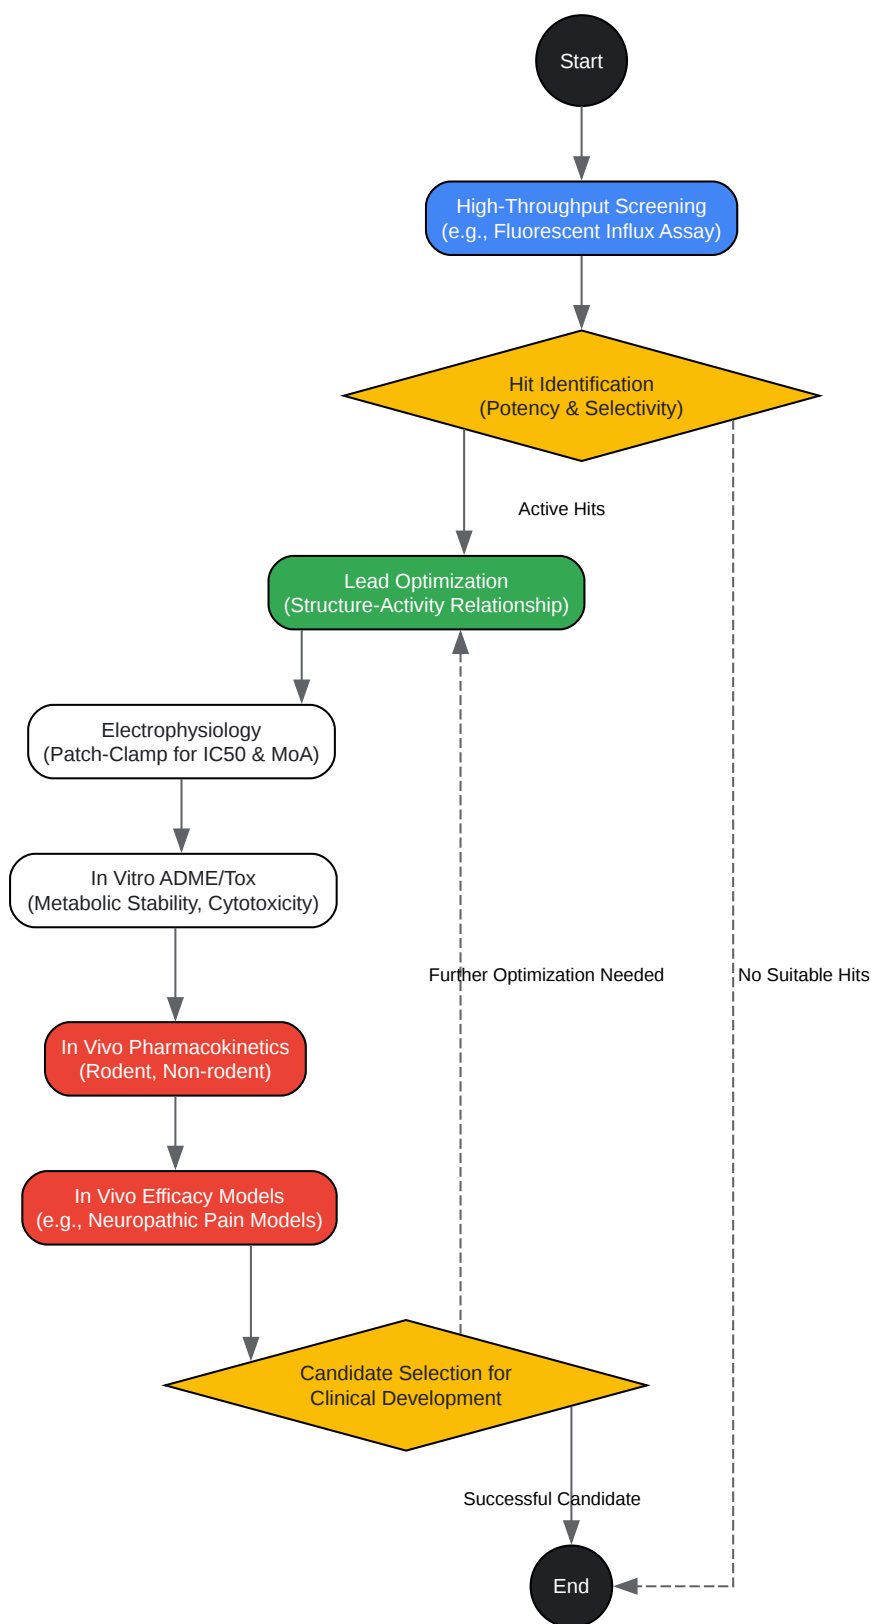 Start
High-Throughput Screening
(e.g., Fluorescent Influx Assay)
Hit Identification
(Potency & Selectivity)
Active Hits
Lead Optimization
(Structure-Activity Relationship)
Electrophysiology
(Patch-Clamp for IC50 & MoA)
In Vitro ADME/Tox
(Metabolic Stability, Cytotoxicity)
Further Optimization Needed
No Suitable Hits
In Vivo Pharmacokinetics
(Rodent, Non-rodent)
In Vivo Efficacy Models
(e.g., Neuropathic Pain Models)
Candidate Selection for
Clinical Development
Successful Candidate
End